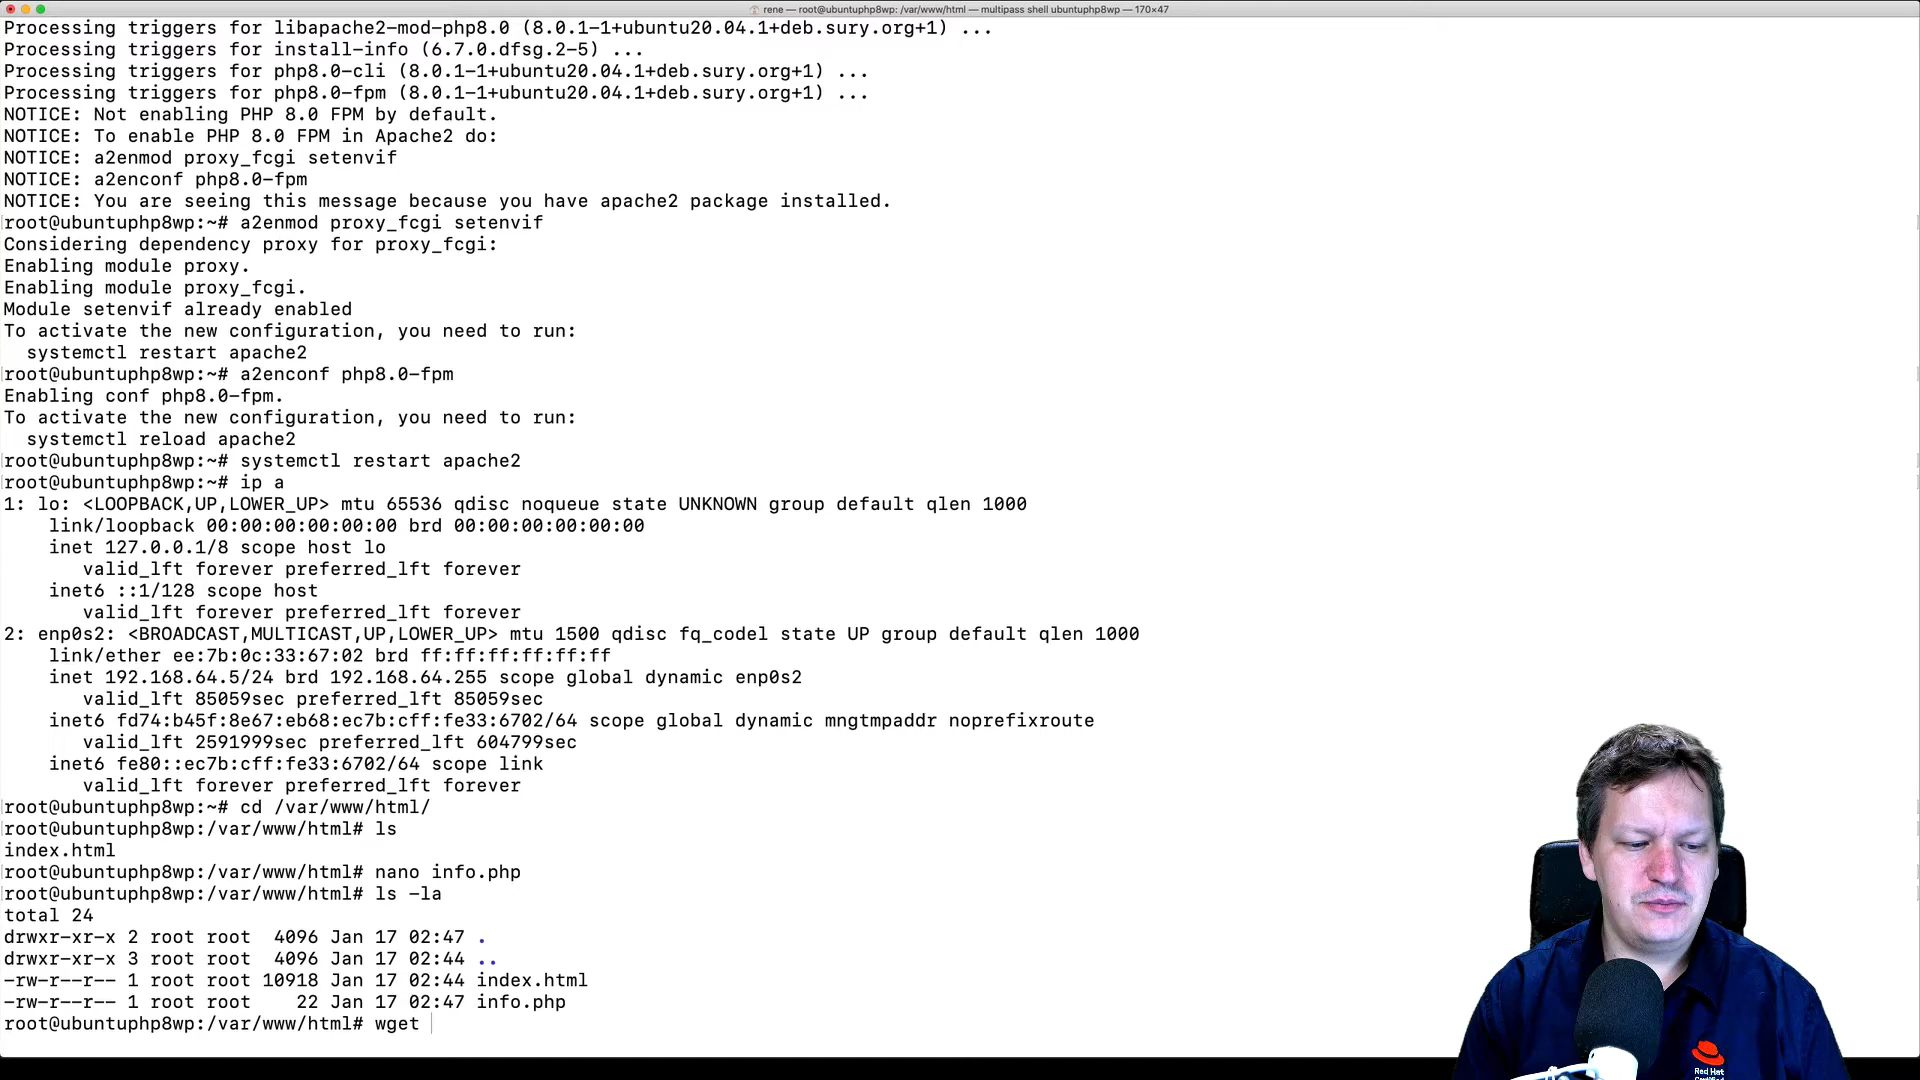 rene — root@ubuntuphp8wp: /var/www/html — multipass shell ubuntuphp8wp — 170×47
Processing triggers for libapache2-mod-php8.0 (8.0.1-1+ubuntu20.04.1+deb.sury.org+1) ...
Processing triggers for install-info (6.7.0.dfsg.2-5) ...
Processing triggers for php8.0-cli (8.0.1-1+ubuntu20.04.1+deb.sury.org+1) ...
Processing triggers for php8.0-fpm (8.0.1-1+ubuntu20.04.1+deb.sury.org+1) ...
NOTICE: Not enabling PHP 8.0 FPM by default.
NOTICE: To enable PHP 8.0 FPM in Apache2 do:
NOTICE: a2enmod proxy_fcgi setenvif
NOTICE: a2enconf php8.0-fpm
NOTICE: You are seeing this message because you have apache2 package installed.
root@ubuntuphp8wp:~# a2enmod proxy_fcgi setenvif
Considering dependency proxy for proxy_fcgi:
Enabling module proxy.
Enabling module proxy_fcgi.
Module setenvif already enabled
To activate the new configuration, you need to run:
  systemctl restart apache2
root@ubuntuphp8wp:~# a2enconf php8.0-fpm
Enabling conf php8.0-fpm.
To activate the new configuration, you need to run:
  systemctl reload apache2
root@ubuntuphp8wp:~# systemctl restart apache2
root@ubuntuphp8wp:~# ip a
1: lo: <LOOPBACK,UP,LOWER_UP> mtu 65536 qdisc noqueue state UNKNOWN group default qlen 1000
    link/loopback 00:00:00:00:00:00 brd 00:00:00:00:00:00
    inet 127.0.0.1/8 scope host lo
       valid_lft forever preferred_lft forever
    inet6 ::1/128 scope host
       valid_lft forever preferred_lft forever
2: enp0s2: <BROADCAST,MULTICAST,UP,LOWER_UP> mtu 1500 qdisc fq_codel state UP group default qlen 1000
    link/ether ee:7b:0c:33:67:02 brd ff:ff:ff:ff:ff:ff
    inet 192.168.64.5/24 brd 192.168.64.255 scope global dynamic enp0s2
       valid_lft 85059sec preferred_lft 85059sec
    inet6 fd74:b45f:8e67:eb68:ec7b:cff:fe33:6702/64 scope global dynamic mngtmpaddr noprefixroute
       valid_lft 2591999sec preferred_lft 604799sec
    inet6 fe80::ec7b:cff:fe33:6702/64 scope link
       valid_lft forever preferred_lft forever
root@ubuntuphp8wp:~# cd /var/www/html/
root@ubuntuphp8wp:/var/www/html# ls
index.html
root@ubuntuphp8wp:/var/www/html# nano info.php
root@ubuntuphp8wp:/var/www/html# ls -la
total 24
drwxr-xr-x 2 root root  4096 Jan 17 02:47 .
drwxr-xr-x 3 root root  4096 Jan 17 02:44 ..
-rw-r--r-- 1 root root 10918 Jan 17 02:44 index.html
-rw-r--r-- 1 root root    22 Jan 17 02:47 info.php
root@ubuntuphp8wp:/var/www/html# wget
Red Hat